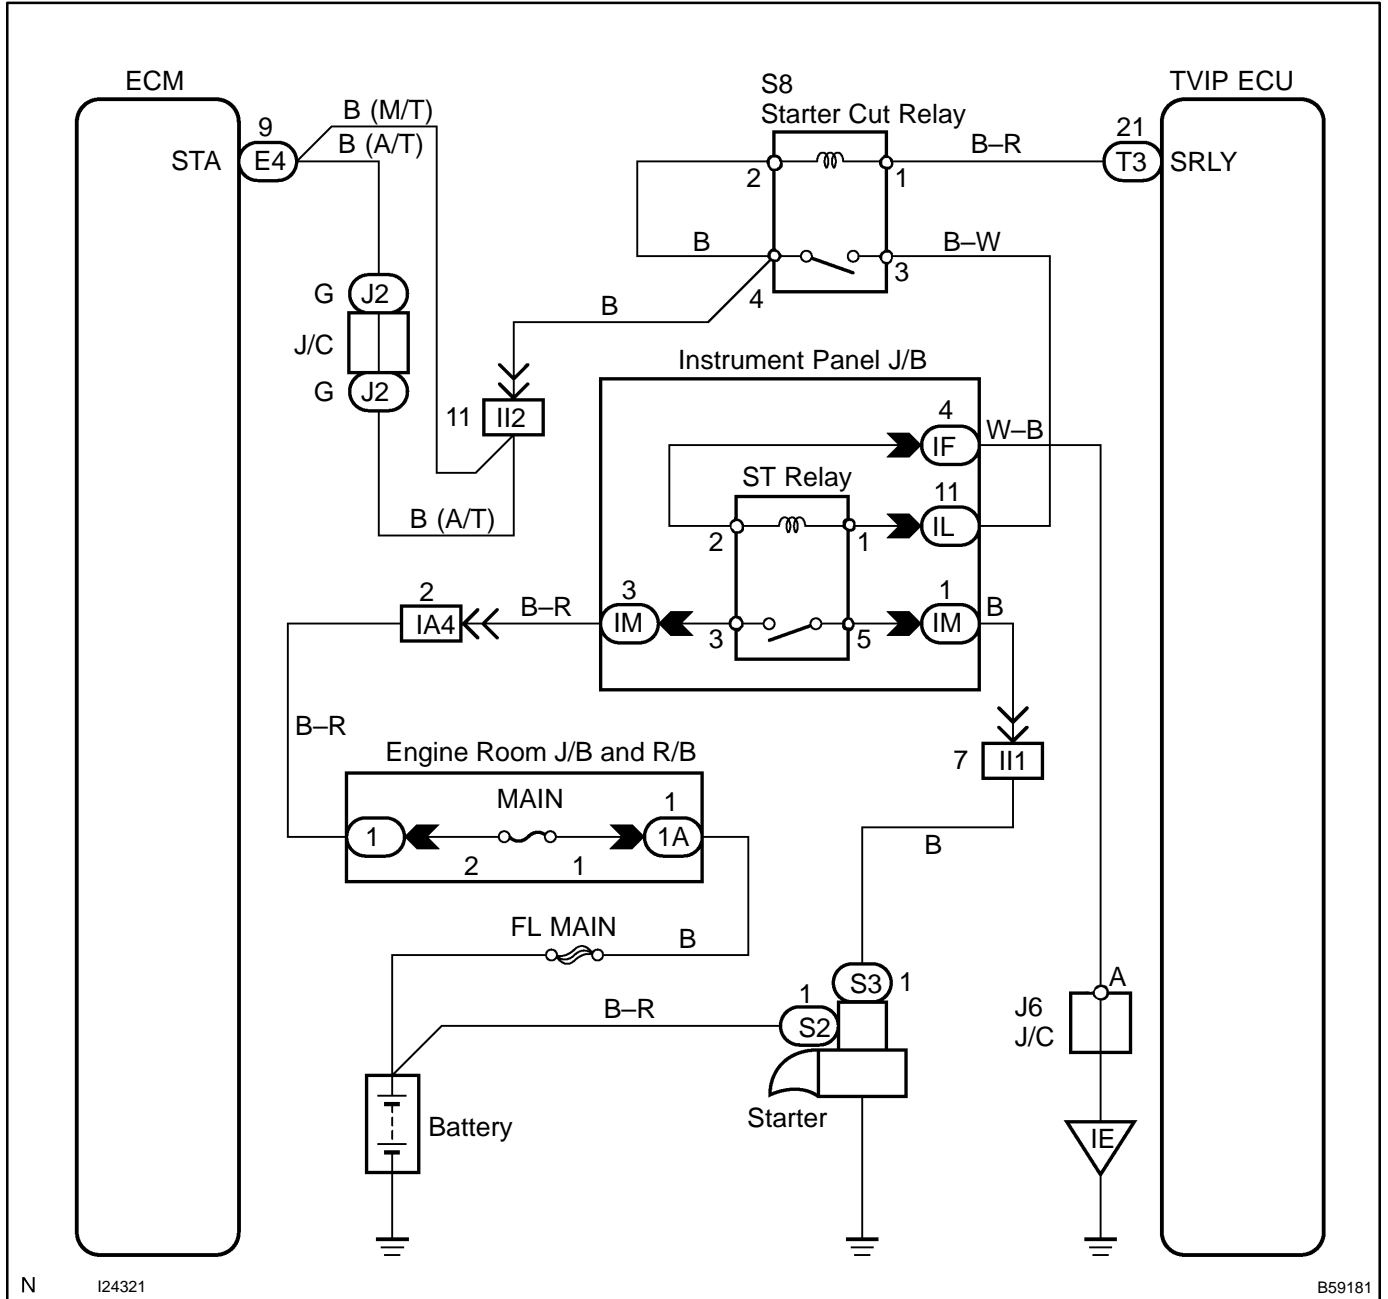 ECM
TVIP ECU
S8
Starter Cut Relay
B (M/T)
B (A/T)
9
STA
E4
B–R
21
T3
SRLY
2
1
B
B–W
3
4
B
G
J2
J/C
G
J2
11
II2
B (A/T)
Instrument Panel J/B
4
IF
W–B
ST Relay
11
IL
2
1
3
IM
3
5
1
IM
B
2
IA4
B–R
B–R
7
II1
Engine Room J/B and R/B
MAIN
1
1
1A
2
1
B
FL MAIN
B
B–R
1
S2
S3
1
A
J6
J/C
Battery
Starter
IE
N
I24321
B59181